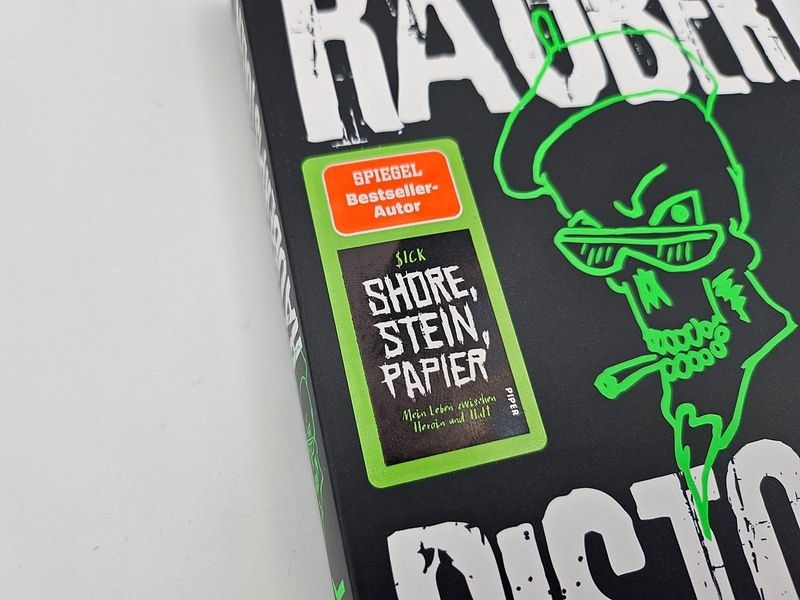 RÄUBER
SPIEGEL
Bestseller-
Autor
$ICK
SHORE,
STEIN,
PAPIER
Mein Leben zwischen
Heroin und Haft
PIPER
PISTO